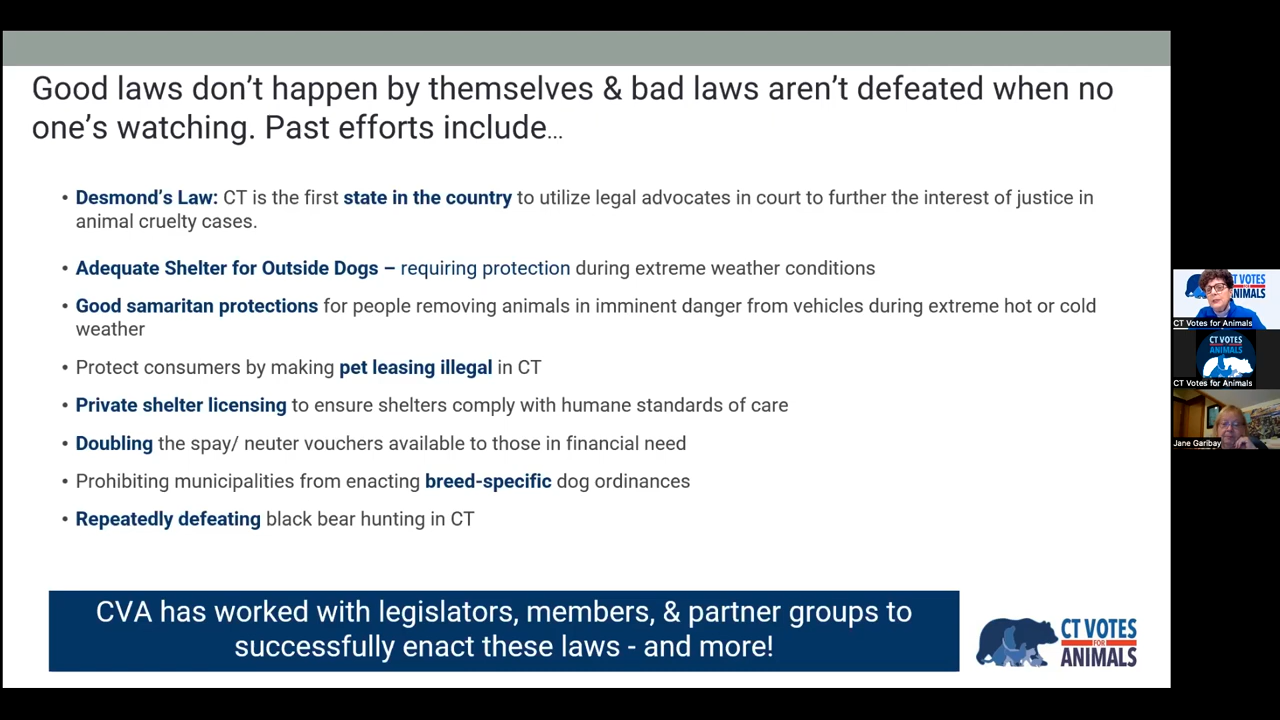 Good laws don’t happen by themselves & bad laws aren’t defeated when no
one’s watching. Past efforts include...
• Desmond’s Law: CT is the first state in the country to utilize legal advocates in court to further the interest of justice in
animal cruelty cases.
• Adequate Shelter for Outside Dogs – requiring protection during extreme weather conditions
• Good samaritan protections for people removing animals in imminent danger from vehicles during extreme hot or cold
weather
• Protect consumers by making pet leasing illegal in CT
• Private shelter licensing to ensure shelters comply with humane standards of care
• Doubling the spay/ neuter vouchers available to those in financial need
• Prohibiting municipalities from enacting breed-specific dog ordinances
• Repeatedly defeating black bear hunting in CT
CVA has worked with legislators, members, & partner groups to
successfully enact these laws - and more!
CT VOTES
FOR
ANIMALS
CT VOTES
ANIMALS
CT Votes for Animals
CT VOTES
ANIMALS
CT Votes for Animals
Jane Garibay